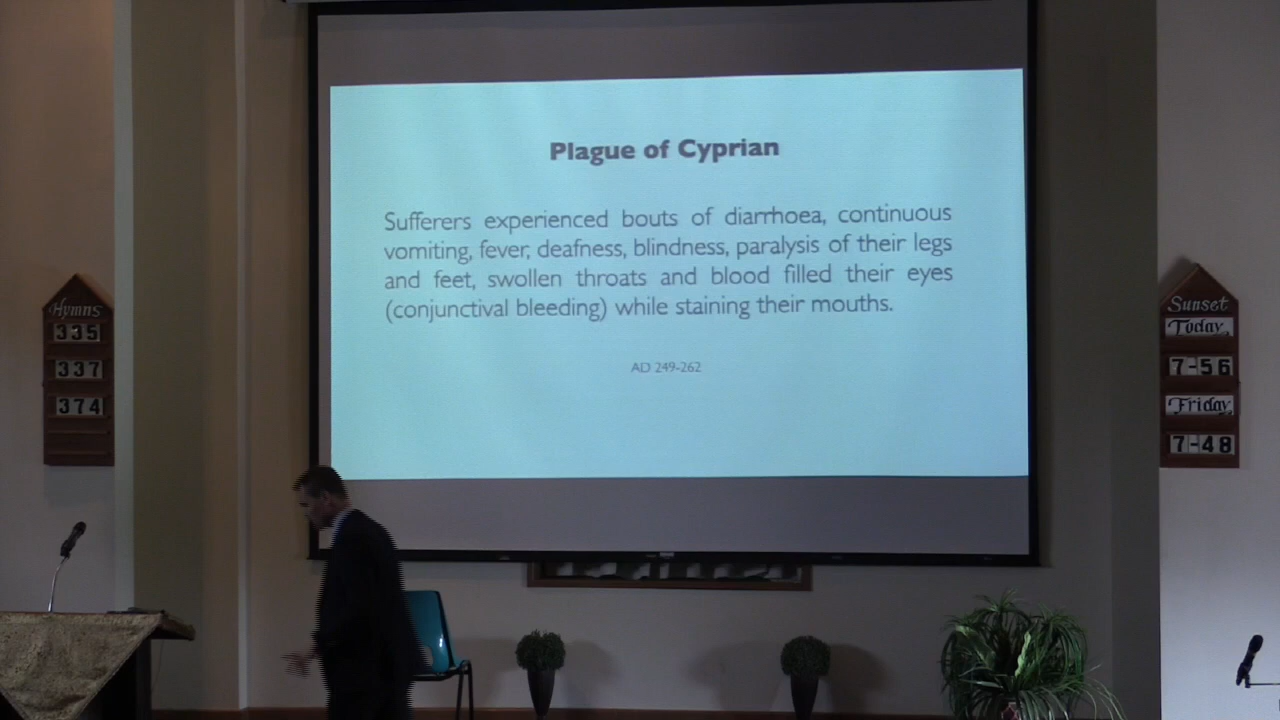 Plague of Cyprian
Sufferers experienced bouts of diarrhoea, continuous
vomiting, fever, deafness, blindness, paralysis of their legs
and feet, swollen throats and blood filled their eyes
(conjunctival bleeding) while staining their mouths.
AD 249-262
Hymns
335
337
374
Sunset
Today
7-56
Friday
7-48